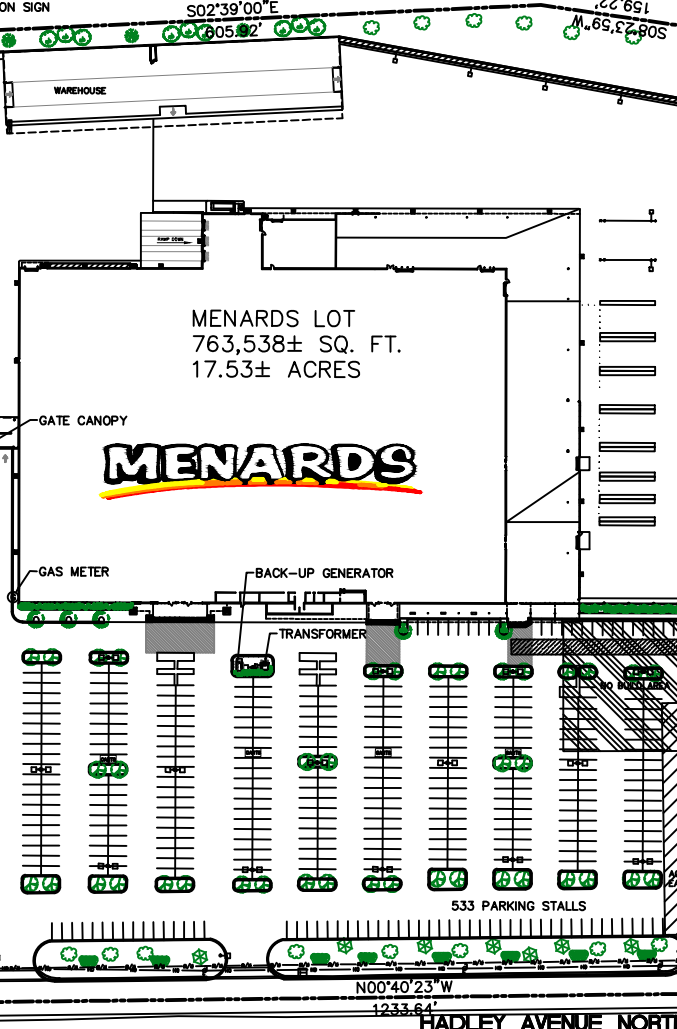 ON SIGN
S02°39'00"E
605.92'
159.22'
S08°23'59"W
WAREHOUSE
RAMP DOWN
MENARDS LOT
763,538± SQ. FT.
17.53± ACRES
GATE CANOPY
MENARDS
GAS METER
BACK-UP GENERATOR
TRANSFORMER
NO BUILD AREA
533 PARKING STALLS
N00°40'23"W
1233.64'
HADLEY AVENUE NORTH